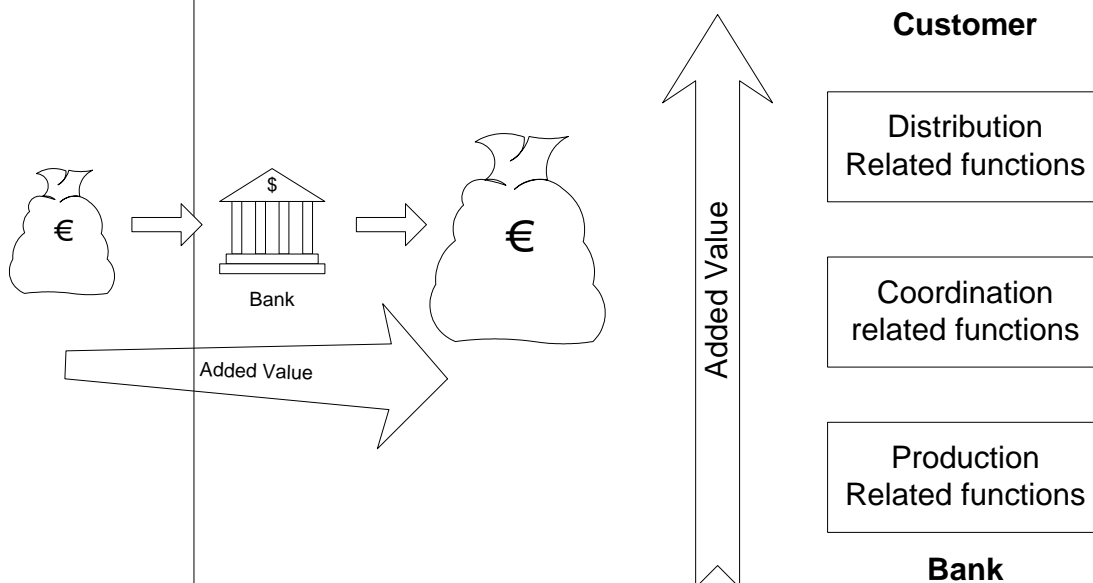 €
$
Bank
€
Added Value
Added Value
Customer
Distribution
Related functions
Coordination
related functions
Production
Related functions
Bank